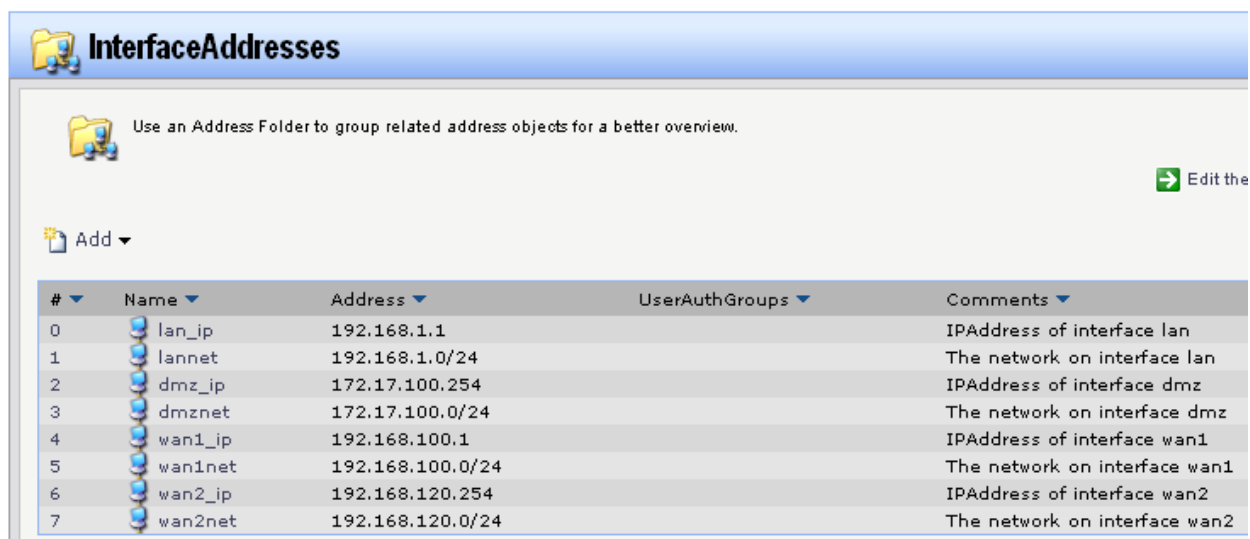 InterfaceAddresses
Use an Address Folder to group related address objects for a better overview.
Edit the
Add
# Name Address UserAuthGroups Comments
0 lan_ip 192.168.1.1 IPAddress of interface lan
1 lannet 192.168.1.0/24 The network on interface lan
2 dmz_ip 172.17.100.254 IPAddress of interface dmz
3 dmznet 172.17.100.0/24 The network on interface dmz
4 wan1_ip 192.168.100.1 IPAddress of interface wan1
5 wan1net 192.168.100.0/24 The network on interface wan1
6 wan2_ip 192.168.120.254 IPAddress of interface wan2
7 wan2net 192.168.120.0/24 The network on interface wan2